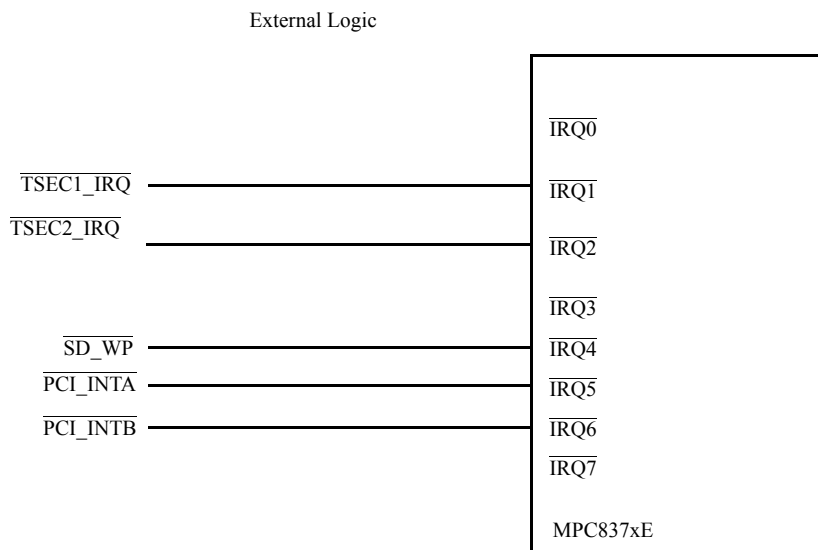 External Logic
IRQ0
TSEC1_IRQ
IRQ1
TSEC2_IRQ
IRQ2
IRQ3
SD_WP
IRQ4
PCI_INTA
IRQ5
PCI_INTB
IRQ6
IRQ7
MPC837xE